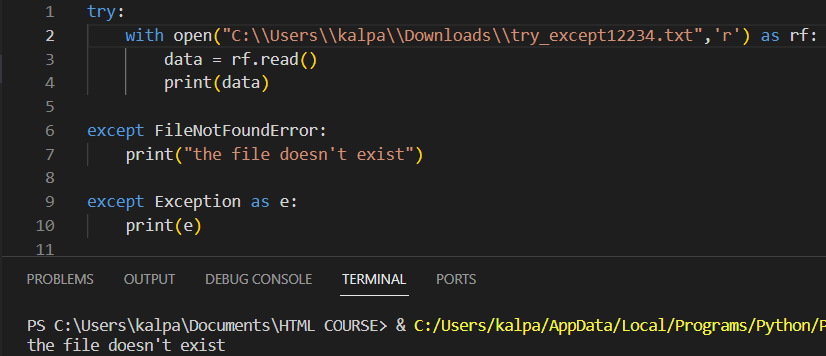 1 try:
2     with open("C:\\Users\\kalpa\\Downloads\\try_except12234.txt",'r') as rf:
3         data = rf.read()
4         print(data)
5
6 except FileNotFoundError:
7     print("the file doesn't exist")
8
9 except Exception as e:
10     print(e)
11
PROBLEMS OUTPUT DEBUG CONSOLE TERMINAL PORTS
PS C:\Users\kalpa\Documents\HTML COURSE> & C:/Users/kalpa/AppData/Local/Programs/Python/
the file doesn't exist